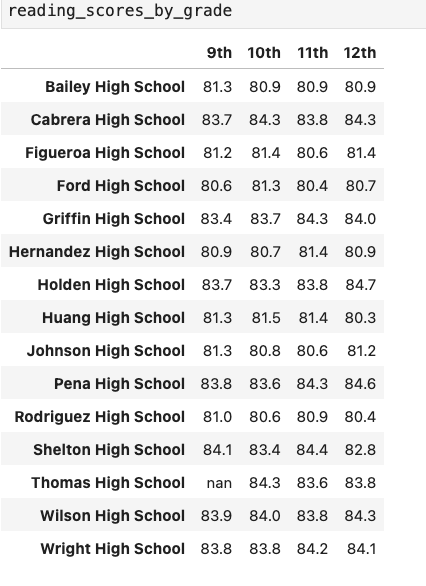 reading_scores_by_grade
9th 10th 11th 12th
Bailey High School 81.3 80.9 80.9 80.9
Cabrera High School 83.7 84.3 83.8 84.3
Figueroa High School 81.2 81.4 80.6 81.4
Ford High School 80.6 81.3 80.4 80.7
Griffin High School 83.4 83.7 84.3 84.0
Hernandez High School 80.9 80.7 81.4 80.9
Holden High School 83.7 83.3 83.8 84.7
Huang High School 81.3 81.5 81.4 80.3
Johnson High School 81.3 80.8 80.6 81.2
Pena High School 83.8 83.6 84.3 84.6
Rodriguez High School 81.0 80.6 80.9 80.4
Shelton High School 84.1 83.4 84.4 82.8
Thomas High School nan 84.3 83.6 83.8
Wilson High School 83.9 84.0 83.8 84.3
Wright High School 83.8 83.8 84.2 84.1